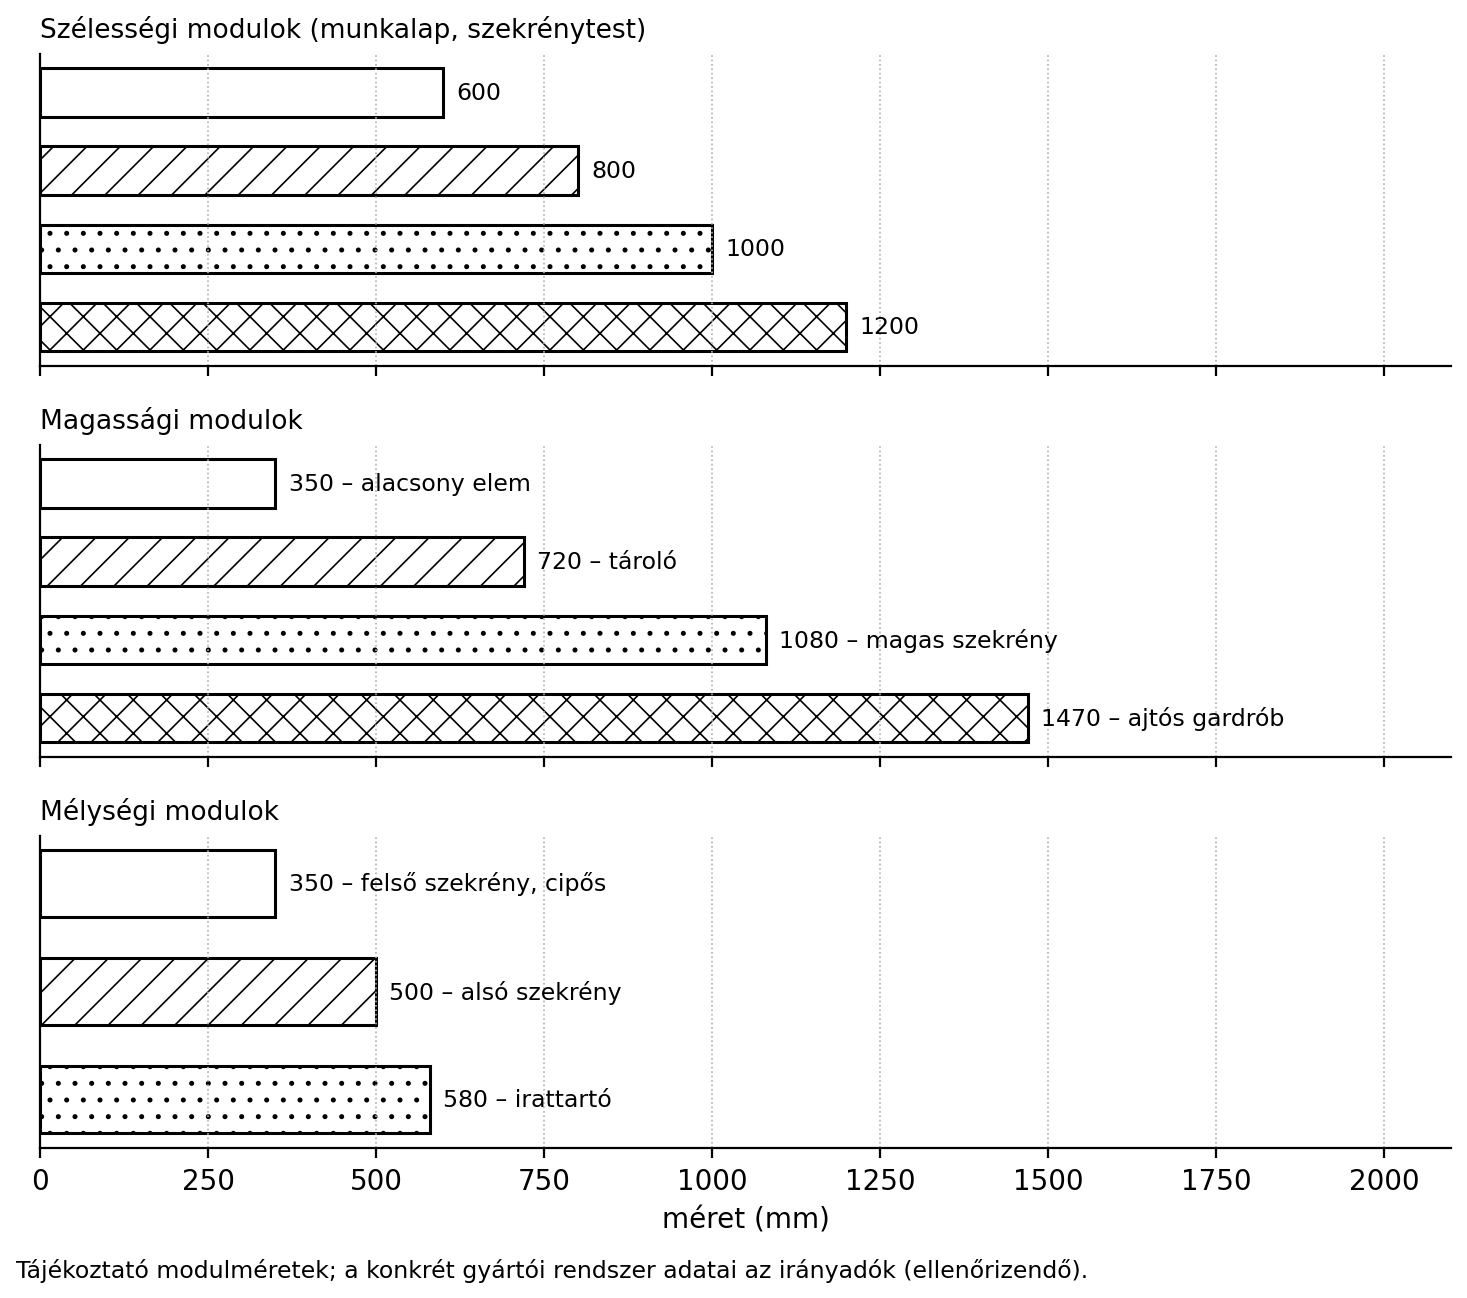 Szélességi modulok (munkalap, szekrénytest)
600
800
1000
1200
Magassági modulok
350 – alacsony elem
720 – tároló
1080 – magas szekrény
1470 – ajtós gardrób
Mélységi modulok
350 – felső szekrény, cipős
500 – alsó szekrény
580 – irattartó
0 250 500 750 1000 1250 1500 1750 2000
méret (mm)
Tájékoztató modulméretek; a konkrét gyártói rendszer adatai az irányadók (ellenőrizendő).